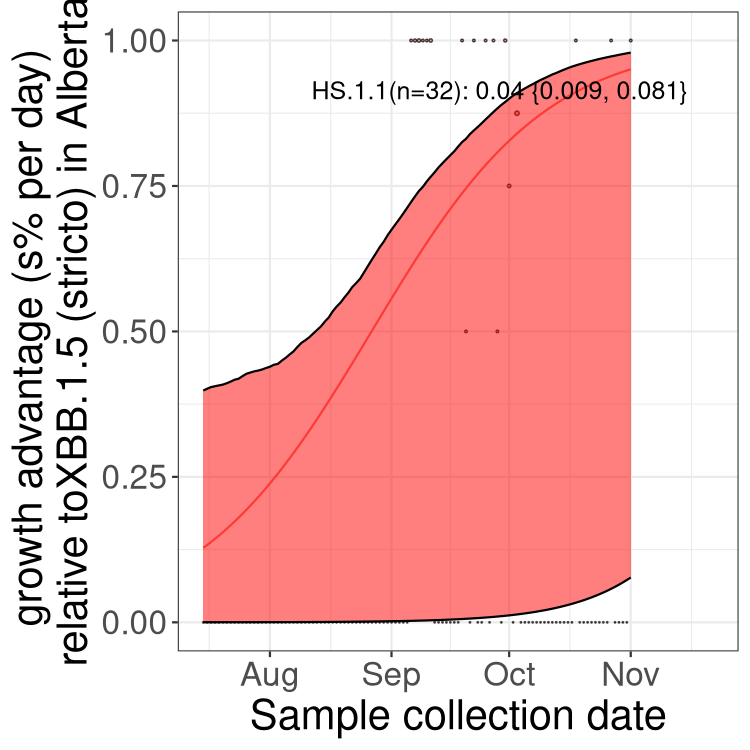 growth advantage (s% per day)
relative toXBB.1.5 (stricto) in Alberta
1.00
0.75
0.50
0.25
0.00
HS.1.1(n=32): 0.04 {0.009, 0.081}
Aug Sep Oct Nov
Sample collection date